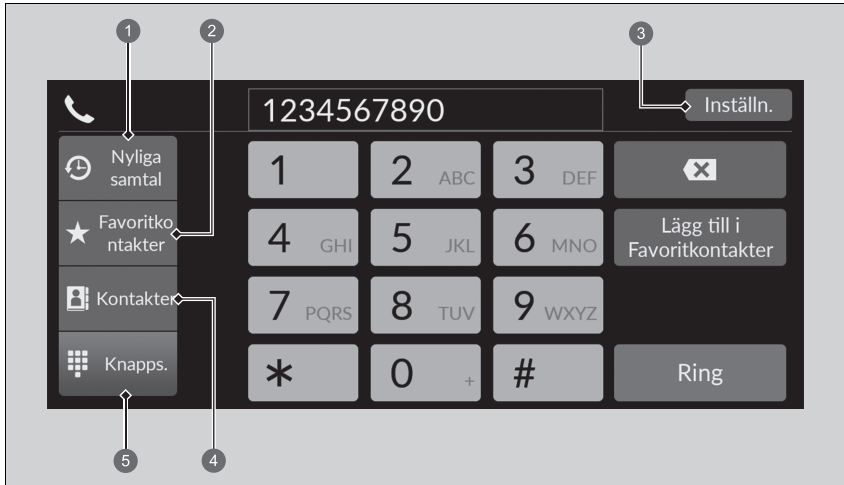 1 2 3
1234567890 Inställn.
Nyliga
samtal
Favoritko
ntakter
Kontakter
Knapps.
1 2 ABC 3 DEF
4 GHI 5 JKL 6 MNO
Lägg till i
Favoritkontakter
7 PQRS 8 TUV 9 WXYZ
* 0 + # Ring
5 4